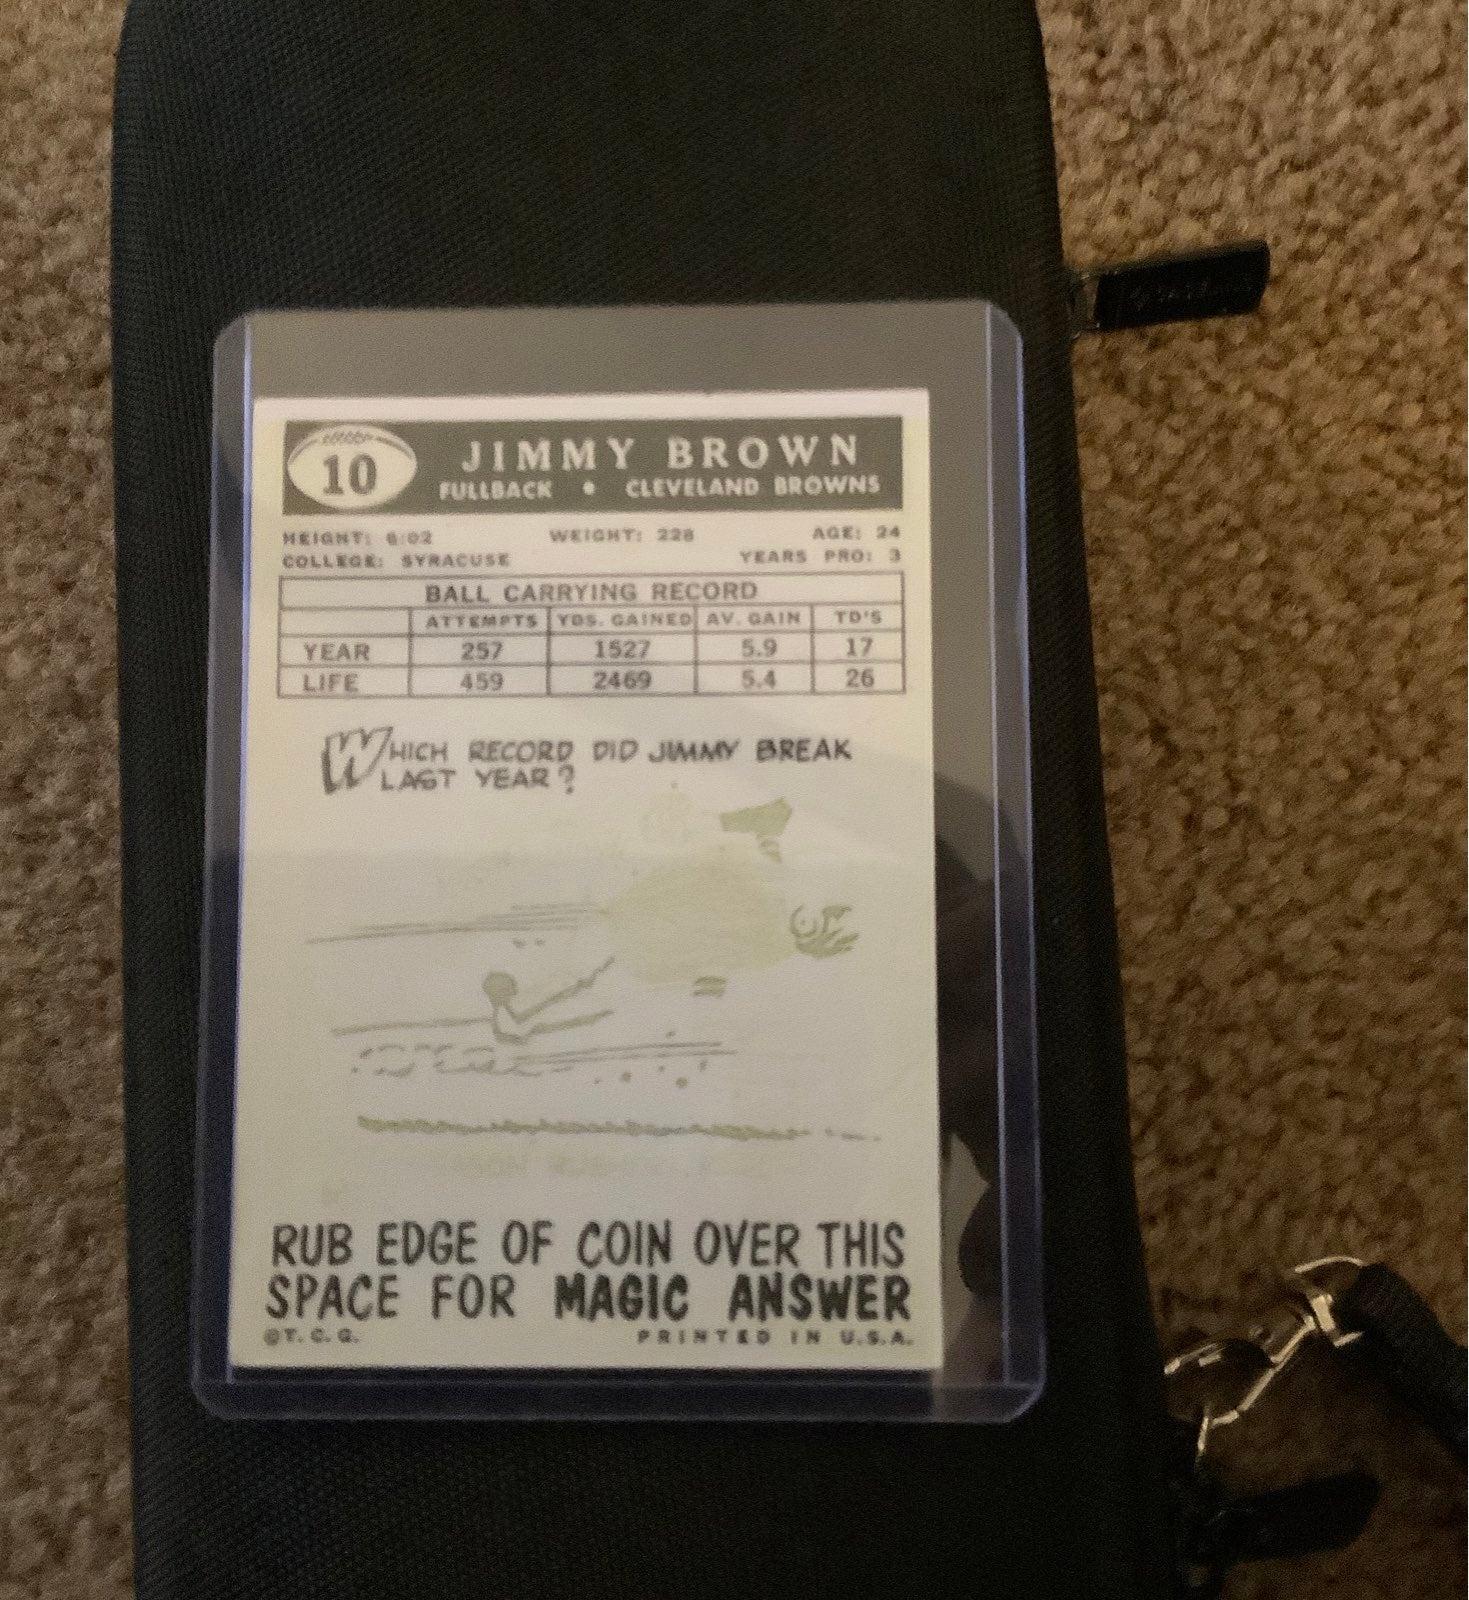 10
JIMMY BROWN
FULLBACK • CLEVELAND BROWNS
HEIGHT: 6:02 WEIGHT: 228 AGE: 24
COLLEGE: SYRACUSE YEARS PRO: 3
BALL CARRYING RECORD
ATTEMPTS YDS. GAINED AV. GAIN TD'S
YEAR 257 1527 5.9 17
LIFE 459 2469 5.4 26
WHICH RECORD DID JIMMY BREAK
LAST YEAR?
RUB EDGE OF COIN OVER THIS
SPACE FOR MAGIC ANSWER
©T. C. G. PRINTED IN U.S.A.